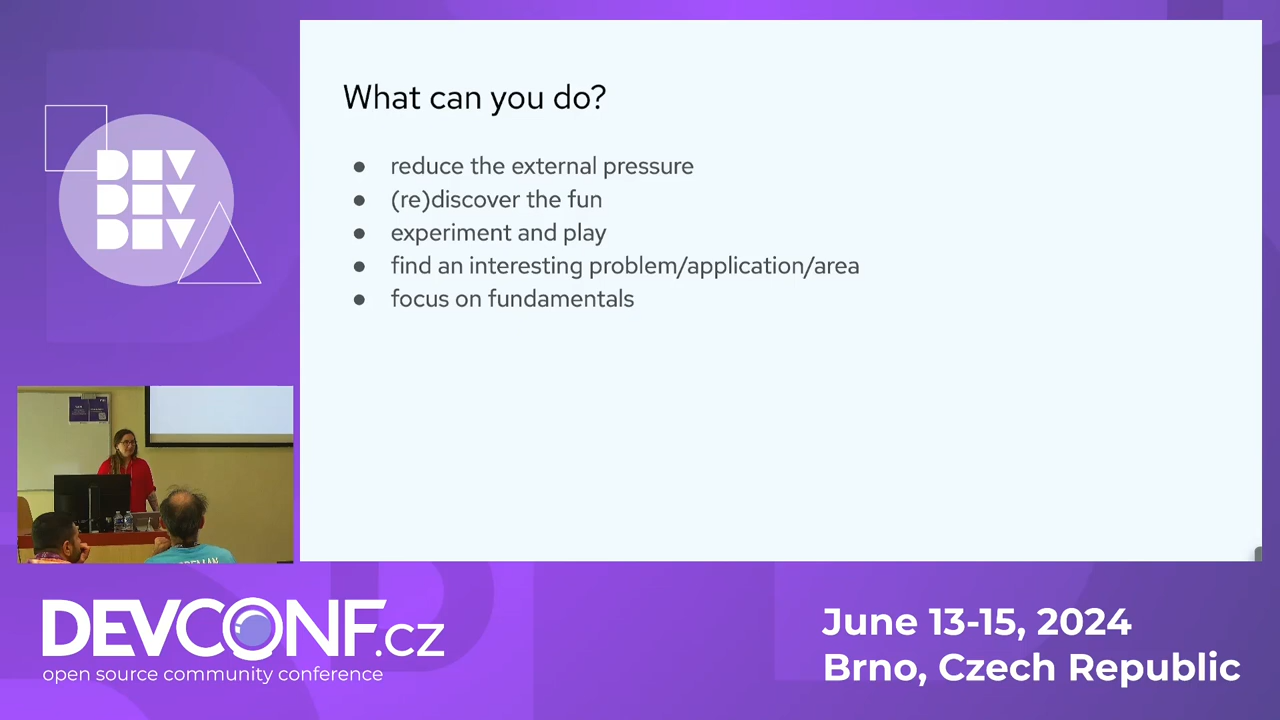 What can you do?
● reduce the external pressure
● (re)discover the fun
● experiment and play
● find an interesting problem/application/area
● focus on fundamentals
DEV
DEV
DEV
DEVCONF.cz
open source community conference
June 13-15, 2024
Brno, Czech Republic